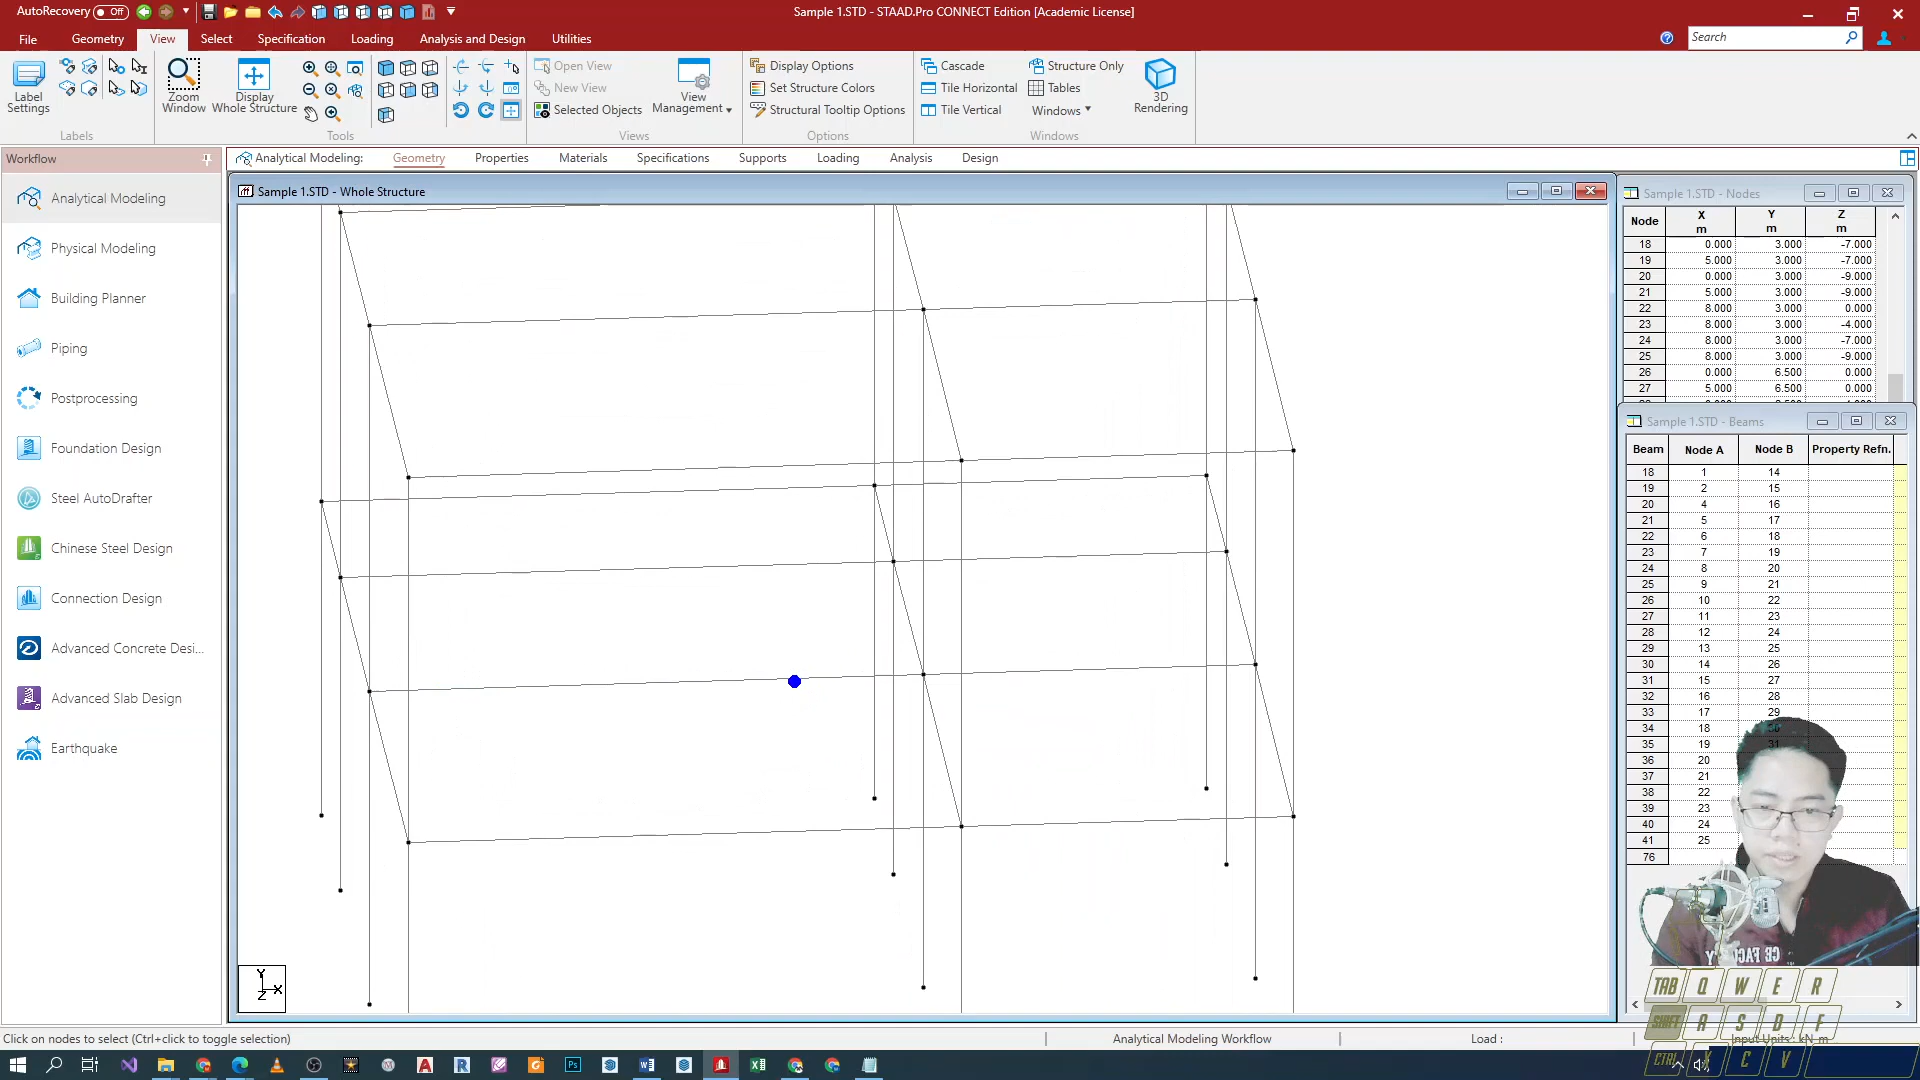 AutoRecovery Off
Sample 1.STD - STAAD.Pro CONNECT Edition [Academic License]
File Geometry View Select Specification Loading Analysis and Design Utilities
Search
Label Settings
Labels
Zoom Window
Display Whole Structure
Tools
Open View
New View
Selected Objects
View Management
Views
Display Options
Set Structure Colors
Structural Tooltip Options
Options
Cascade
Tile Horizontal
Tile Vertical
Structure Only
Tables
Windows
Windows
3D Rendering
Workflow
Analytical Modeling
Physical Modeling
Building Planner
Piping
Postprocessing
Foundation Design
Steel AutoDrafter
Chinese Steel Design
Connection Design
Advanced Concrete Desi...
Advanced Slab Design
Earthquake
Analytical Modeling: Geometry Properties Materials Specifications Supports Loading Analysis Design
Sample 1.STD - Whole Structure
Y
X
Z
Sample 1.STD - Nodes
Node X m Y m Z m
18 0.000 3.000 -7.000
19 5.000 3.000 -7.000
20 0.000 3.000 -9.000
21 5.000 3.000 -9.000
22 8.000 3.000 0.000
23 8.000 3.000 -4.000
24 8.000 3.000 -7.000
25 8.000 3.000 -9.000
26 0.000 6.500 0.000
27 5.000 6.500 0.000
Sample 1.STD - Beams
Beam Node A Node B Property Refn.
18 1 14
19 2 15
20 4 16
21 5 17
22 6 18
23 7 19
24 8 20
25 9 21
26 10 22
27 11 23
28 12 24
29 13 25
30 14 26
31 15 27
32 16 28
33 17 29
34 18 30
35 19 31
36 20
37 21
38 22
39 23
40 24
41 25
76
TAB Q W E R
SHIFT A S D F
CTRL X C V
Click on nodes to select (Ctrl+click to toggle selection)
Analytical Modeling Workflow
Load :
Input Units: kN-m